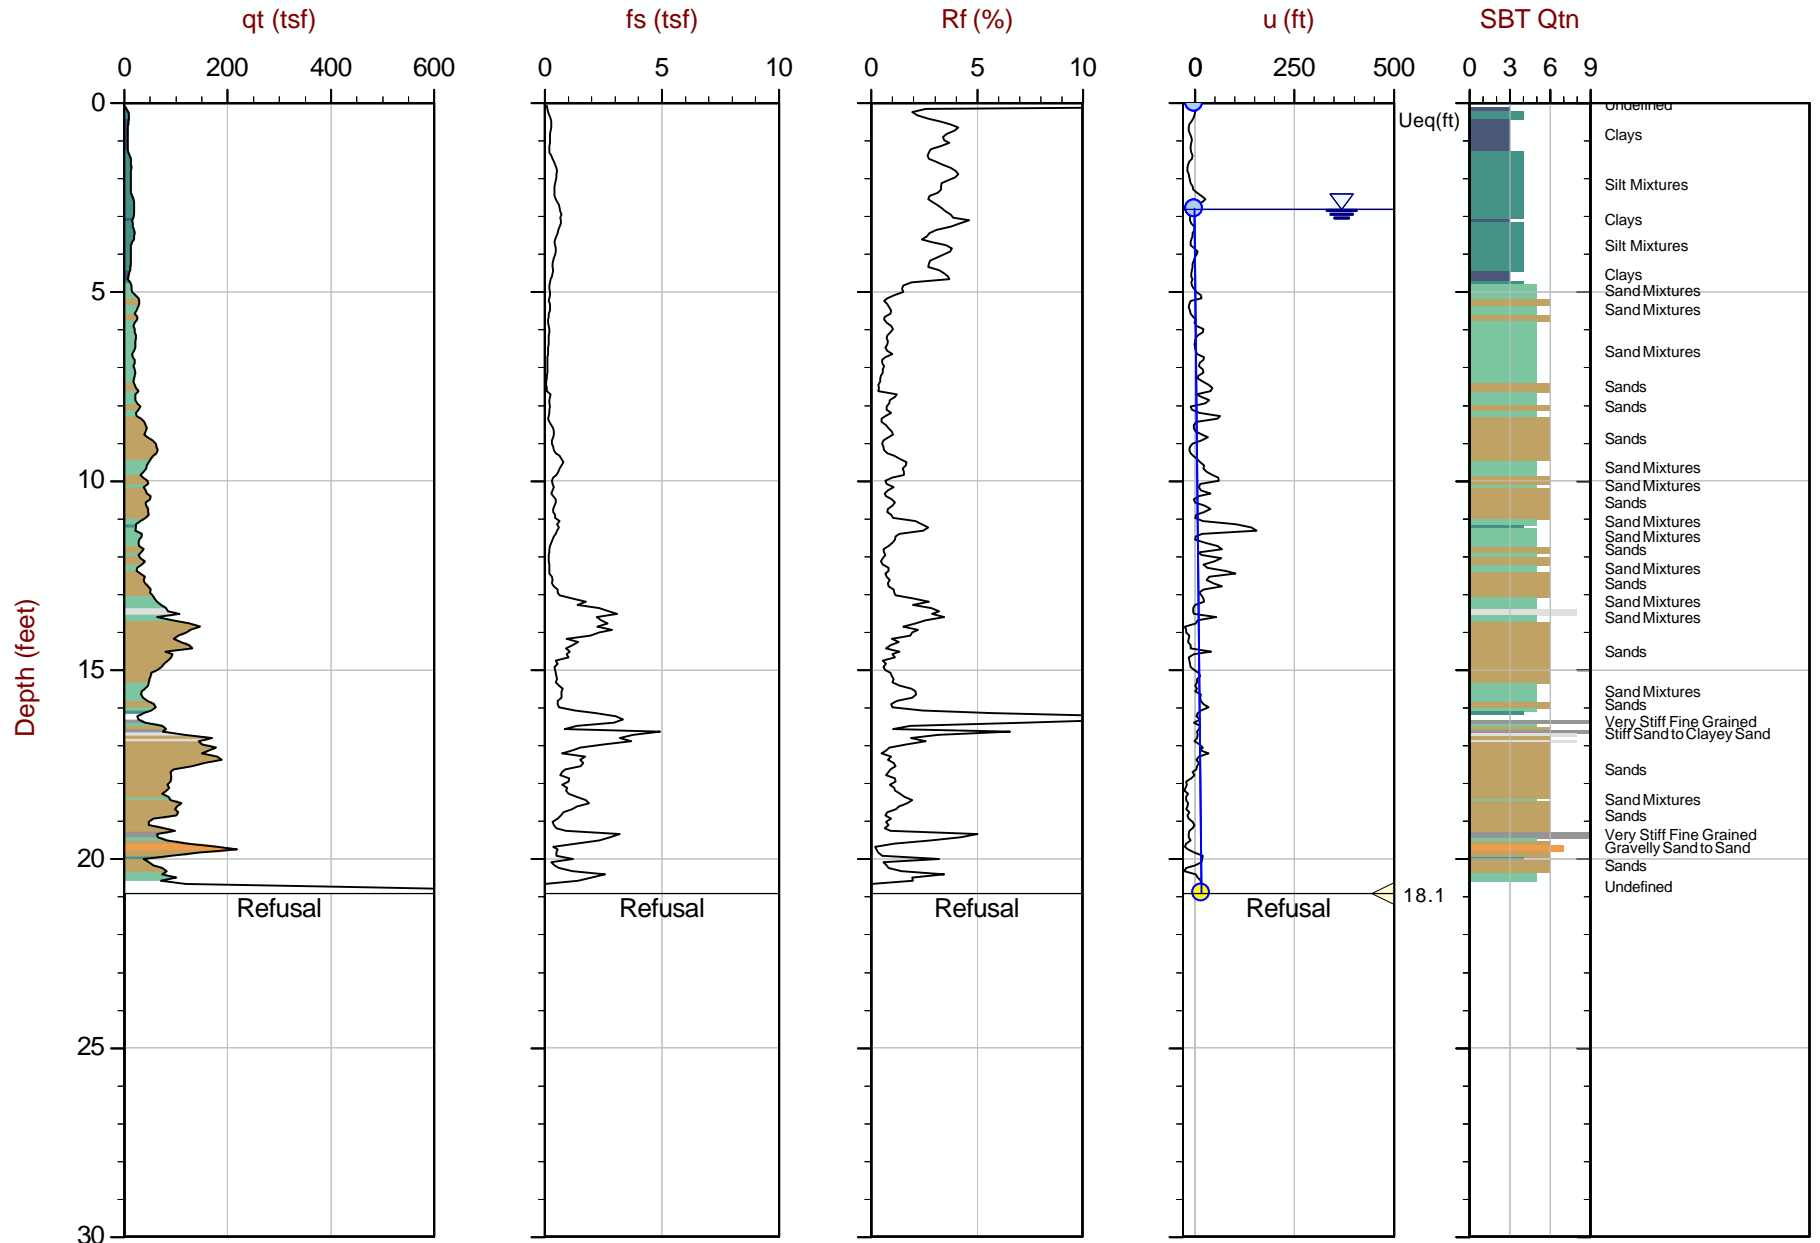 qt (tsf) fs (tsf) Rf (%) u (ft) SBT Qtn
0 200 400 600 0 5 10 0 5 10 0 250 500 0 3 6 9
0
5
10
15
20
25
30
Depth (feet)
Ueq(ft)
Undefined
Clays
Silt Mixtures
Clays
Silt Mixtures
Clays
Sand Mixtures
Sand Mixtures
Sand Mixtures
Sands
Sands
Sands
Sand Mixtures
Sand Mixtures
Sands
Sand Mixtures
Sand Mixtures
Sands
Sand Mixtures
Sands
Sand Mixtures
Sand Mixtures
Sands
Sand Mixtures
Sands
Very Stiff Fine Grained
Stiff Sand to Clayey Sand
Sands
Sand Mixtures
Sands
Very Stiff Fine Grained
Gravelly Sand to Sand
Sands
Undefined
Refusal Refusal Refusal Refusal 18.1